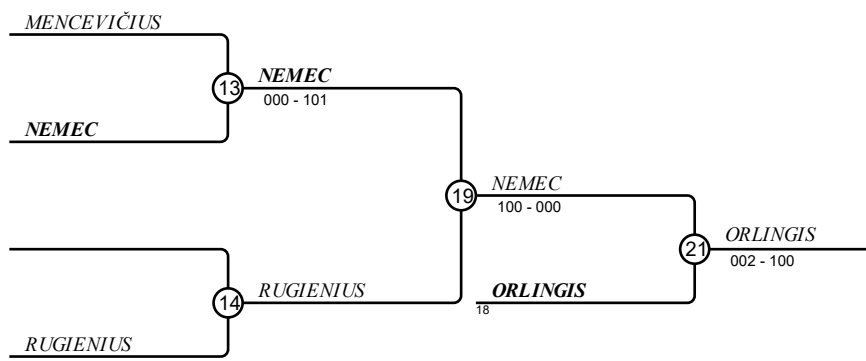 MENCEVIČIUS
13
NEMEC
000 - 101
NEMEC
19
NEMEC
100 - 000
21
ORLINGIS
002 - 100
14
RUGIENIUS
ORLINGIS
18
RUGIENIUS